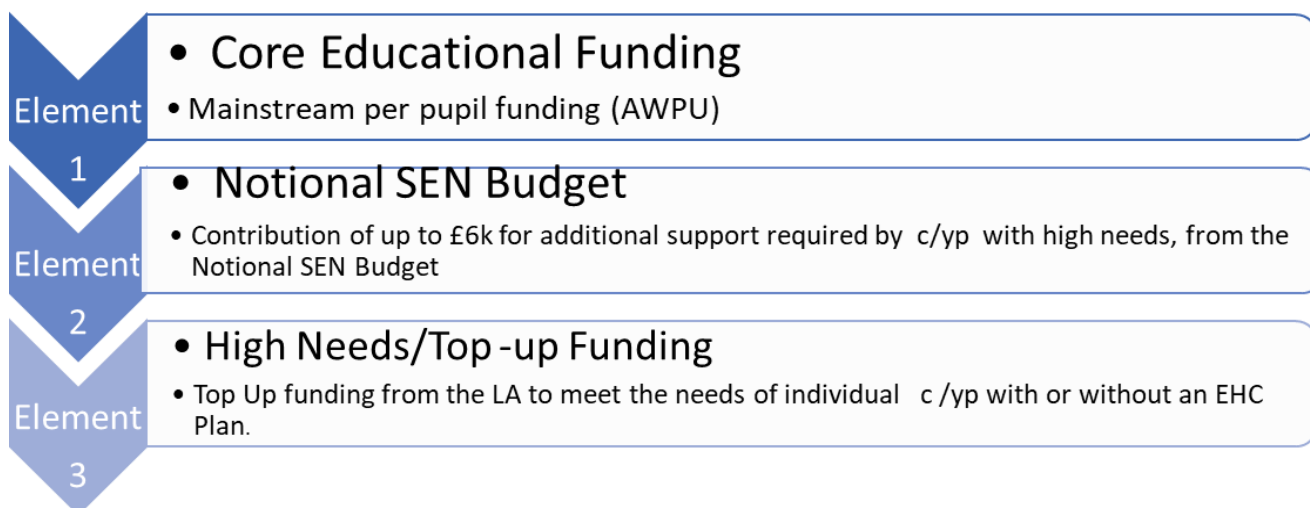 Element
1
• Core Educational Funding
• Mainstream per pupil funding (AWPU)
Element
2
• Notional SEN Budget
• Contribution of up to £6k for additional support required by c/yp with high needs, from the
Notional SEN Budget
Element
3
• High Needs/Top-up Funding
• Top Up funding from the LA to meet the needs of individual c /yp with or without an EHC
Plan.